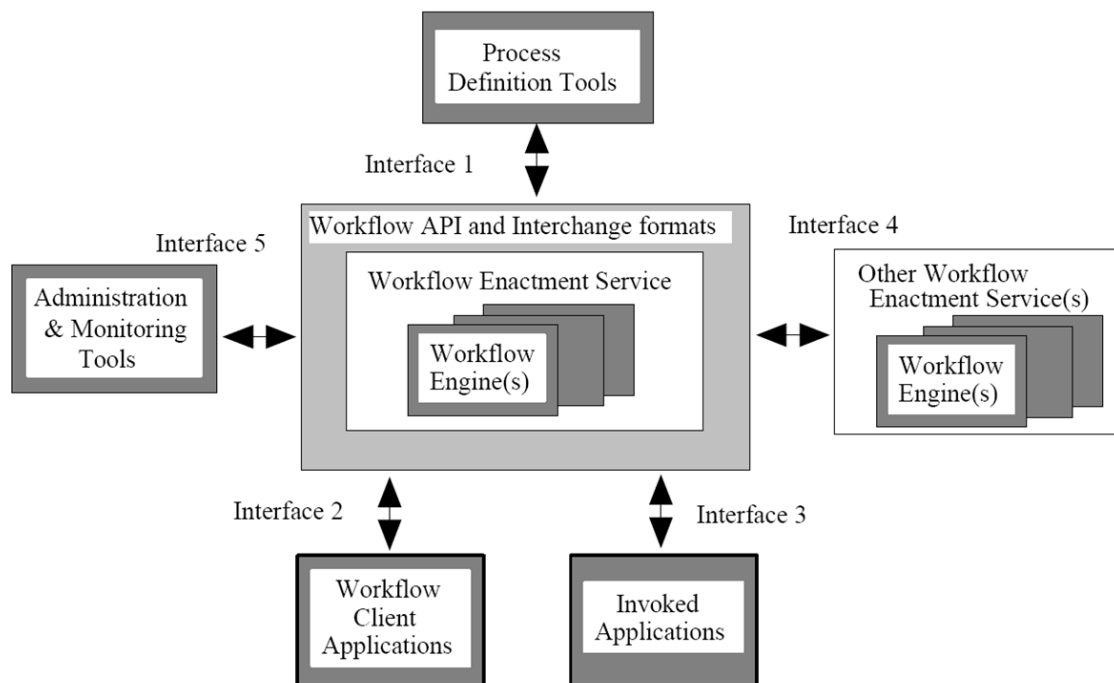 Process
Definition Tools
Interface 1
Workflow API and Interchange formats
Interface 5
Interface 4
Administration
& Monitoring
Tools
Workflow Enactment Service
Workflow
Engine(s)
Other Workflow
Enactment Service(s)
Workflow
Engine(s)
Interface 2
Interface 3
Workflow
Client
Applications
Invoked
Applications